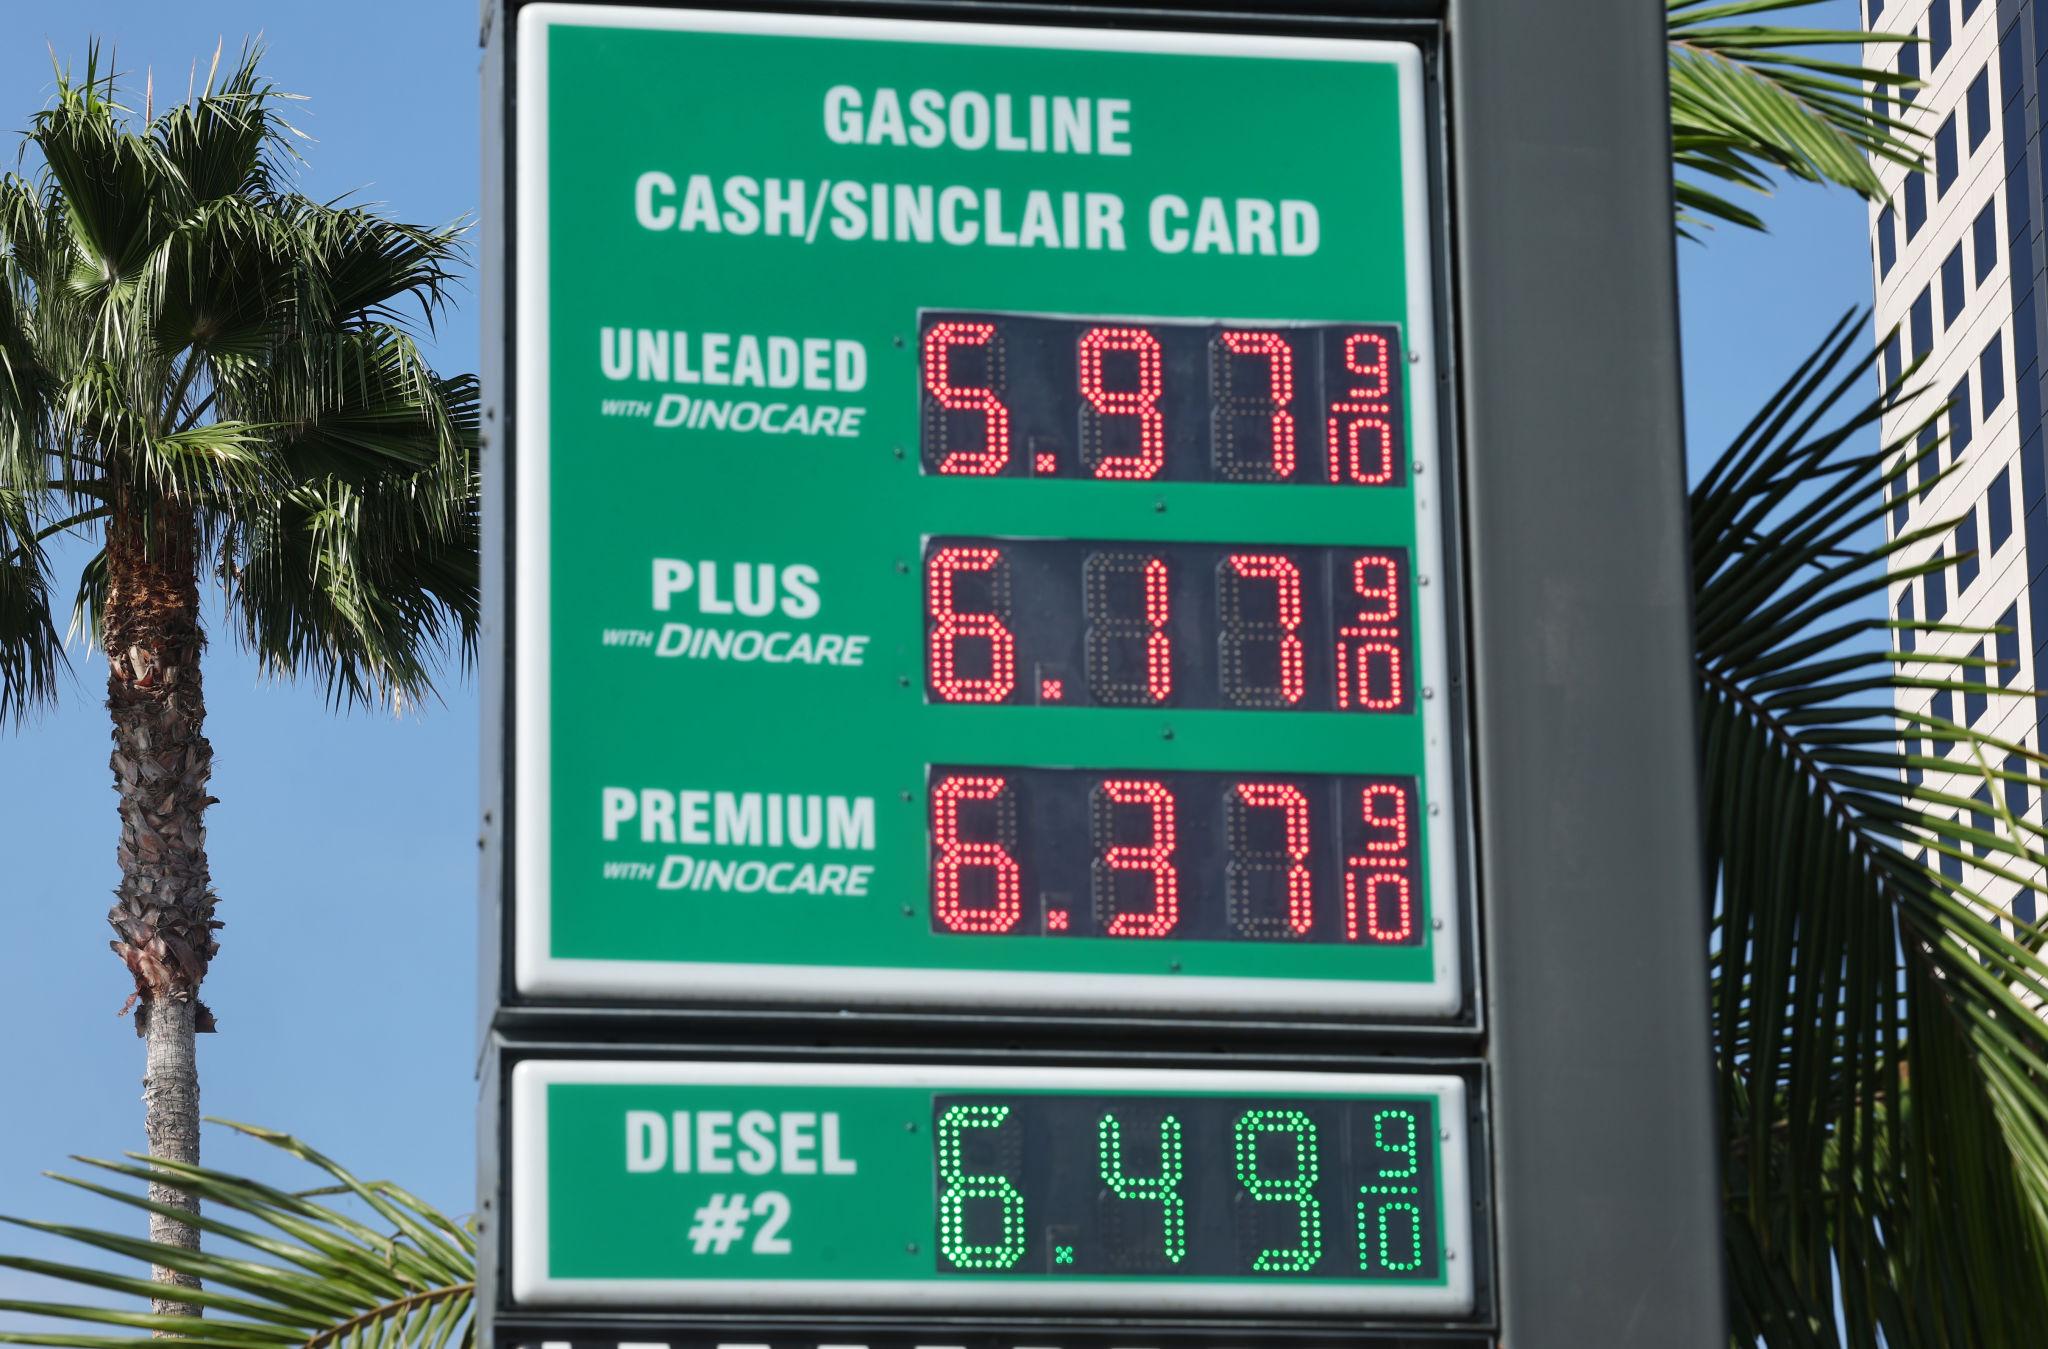 GASOLINE
CASH/SINCLAIR CARD
UNLEADED 5.97 9/10
WITH DINOCARE
PLUS 6.17 9/10
WITH DINOCARE
PREMIUM 6.37 9/10
WITH DINOCARE
DIESEL 6.49 9/10
#2